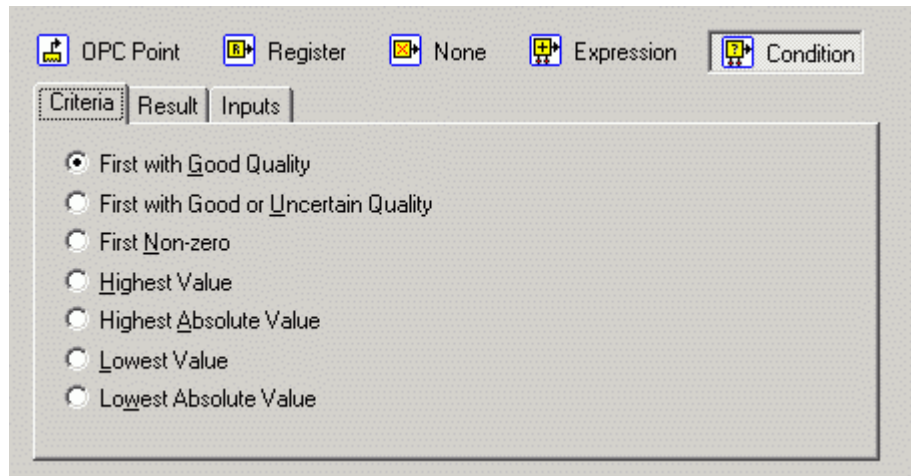 OPC Point Register None Expression Condition
Criteria Result Inputs
First with Good Quality
First with Good or Uncertain Quality
First Non-zero
Highest Value
Highest Absolute Value
Lowest Value
Lowest Absolute Value